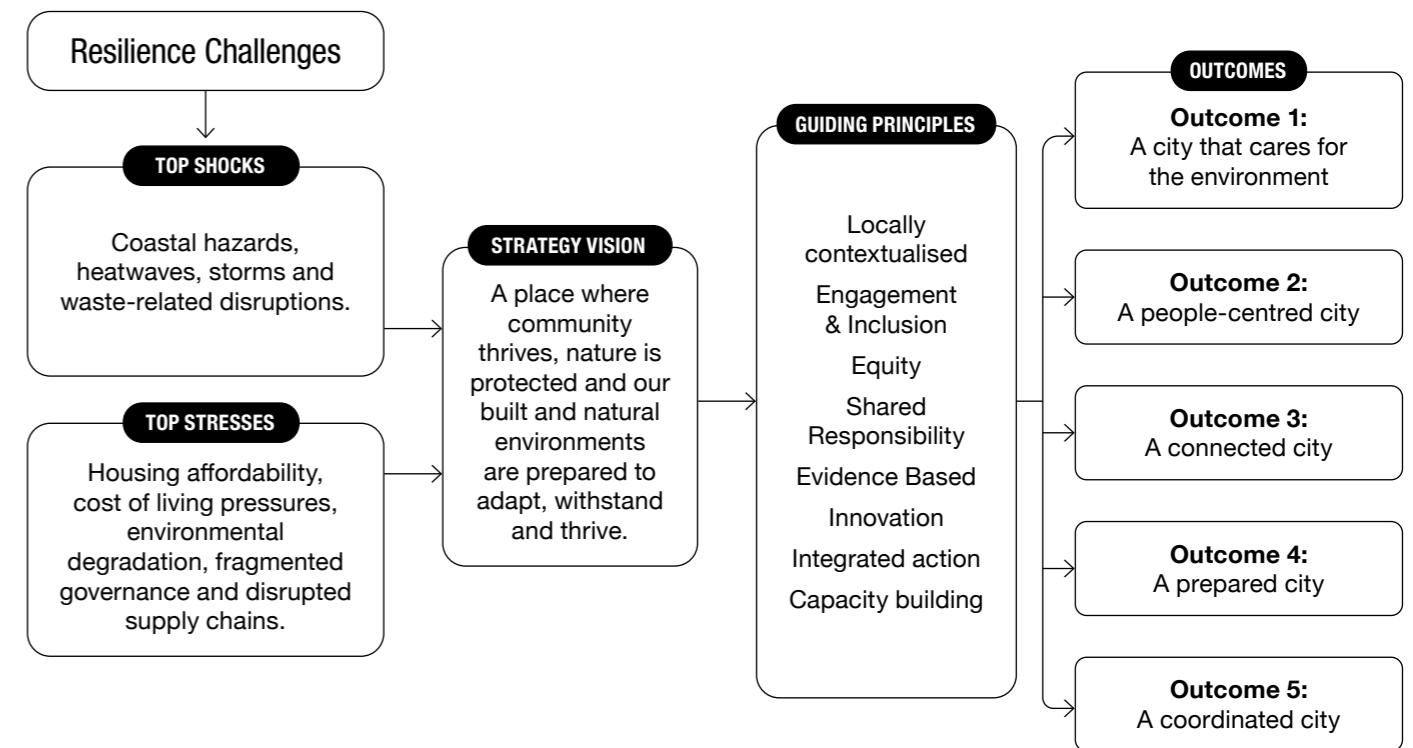 Resilience Challenges
TOP SHOCKS
Coastal hazards,
heatwaves, storms and
waste-related disruptions.
TOP STRESSES
Housing affordability,
cost of living pressures,
environmental
degradation, fragmented
governance and disrupted
supply chains.
STRATEGY VISION
A place where
community
thrives, nature is
protected and our
built and natural
environments
are prepared to
adapt, withstand
and thrive.
GUIDING PRINCIPLES
Locally
contextualised
Engagement
& Inclusion
Equity
Shared
Responsibility
Evidence Based
Innovation
Integrated action
Capacity building
OUTCOMES
Outcome 1:
A city that cares for
the environment
Outcome 2:
A people-centred city
Outcome 3:
A connected city
Outcome 4:
A prepared city
Outcome 5:
A coordinated city